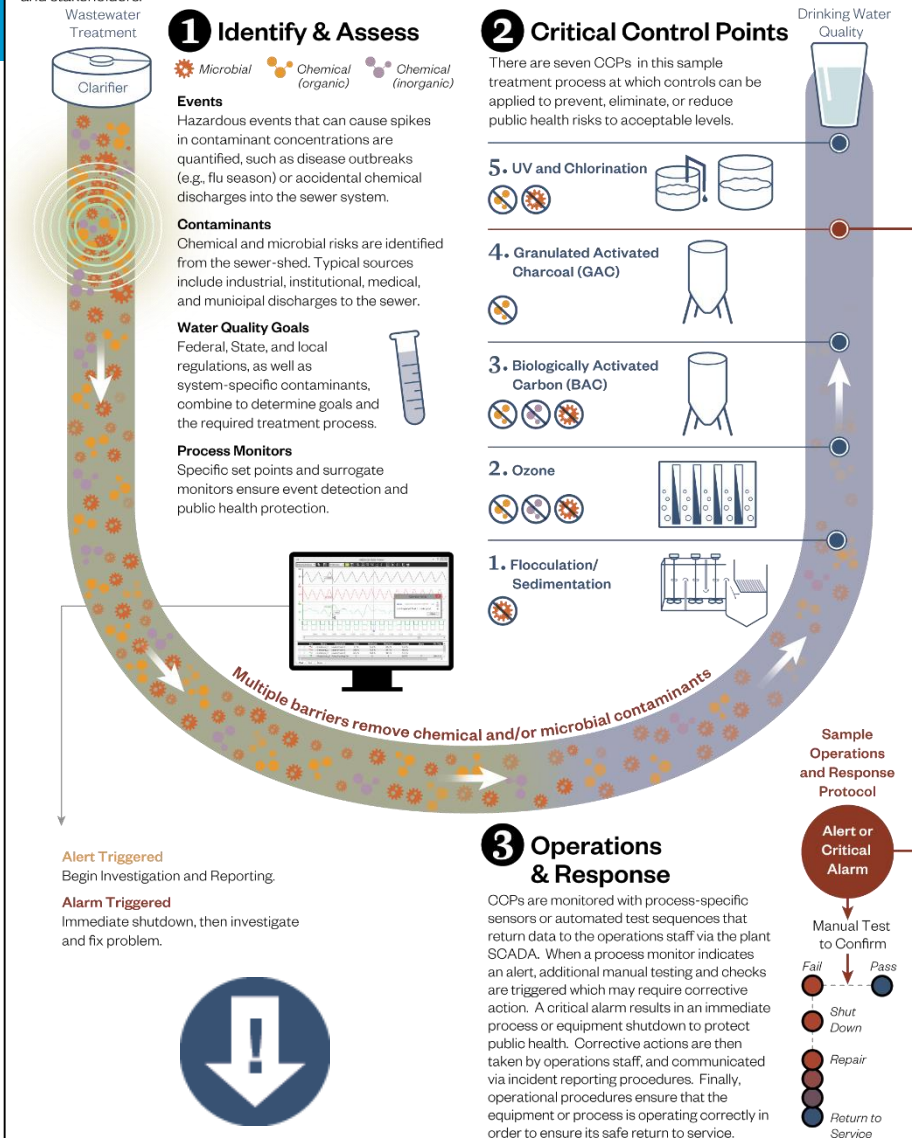 and stakeholders.
Wastewater
Treatment
Clarifier
1 Identify & Assess
Microbial
Chemical
(organic)
Chemical
(inorganic)
Events
Hazardous events that can cause spikes
in contaminant concentrations are
quantified, such as disease outbreaks
(e.g., flu season) or accidental chemical
discharges into the sewer system.
Contaminants
Chemical and microbial risks are identified
from the sewer-shed. Typical sources
include industrial, institutional, medical,
and municipal discharges to the sewer.
Water Quality Goals
Federal, State, and local
regulations, as well as
system-specific contaminants,
combine to determine goals and
the required treatment process.
Process Monitors
Specific set points and surrogate
monitors ensure event detection and
public health protection.
2 Critical Control Points
There are seven CCPs in this sample
treatment process at which controls can be
applied to prevent, eliminate, or reduce
public health risks to acceptable levels.
Drinking Water
Quality
5. UV and Chlorination
4. Granulated Activated
Charcoal (GAC)
3. Biologically Activated
Carbon (BAC)
2. Ozone
1. Flocculation/
Sedimentation
Multiple barriers remove chemical and/or microbial contaminants
Alert Triggered
Begin Investigation and Reporting.
Alarm Triggered
Immediate shutdown, then investigate
and fix problem.
!
3 Operations
& Response
CCPs are monitored with process-specific
sensors or automated test sequences that
return data to the operations staff via the plant
SCADA. When a process monitor indicates
an alert, additional manual testing and checks
are triggered which may require corrective
action. A critical alarm results in an immediate
process or equipment shutdown to protect
public health. Corrective actions are then
taken by operations staff, and communicated
via incident reporting procedures. Finally,
operational procedures ensure that the
equipment or process is operating correctly in
order to ensure its safe return to service.
Sample
Operations
and Response
Protocol
Alert or
Critical
Alarm
Manual Test
to Confirm
Fail
Pass
Shut
Down
Repair
Return to
Service